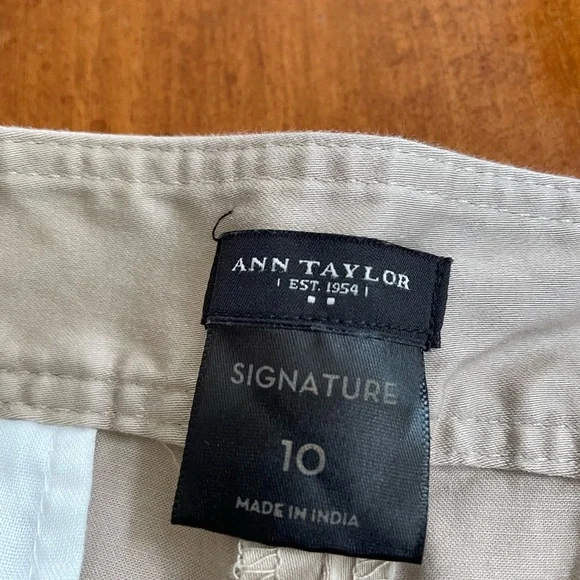 ANN TAYLOR
EST. 1954
SIGNATURE
10
MADE IN INDIA